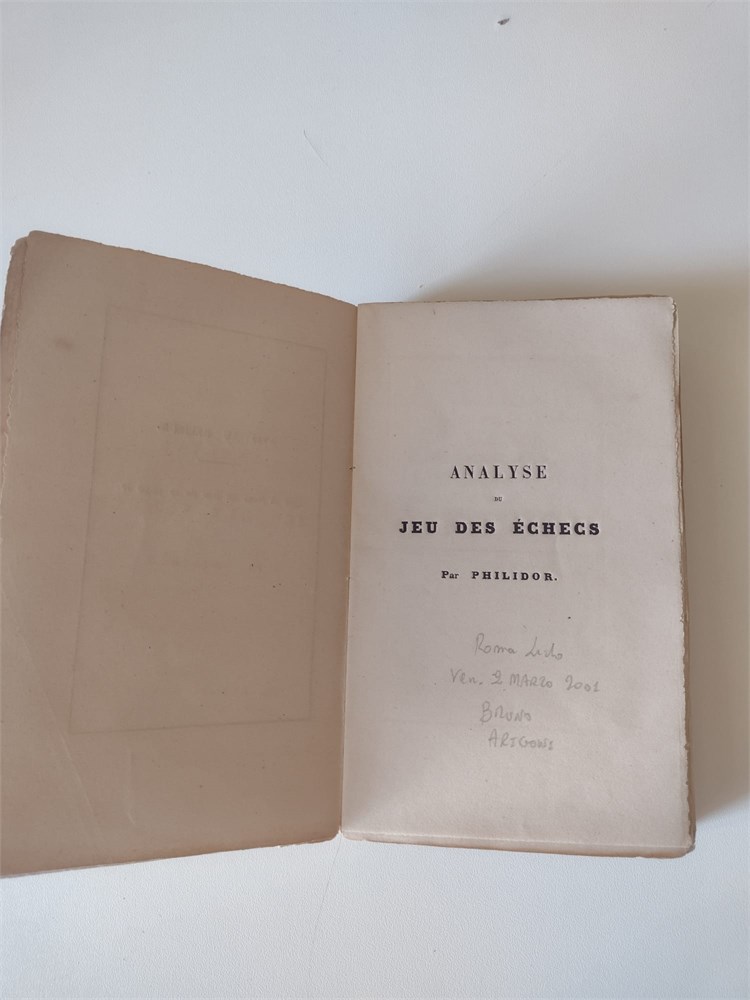 ANALYSE
DU
JEU DES ÉCHECS
Par PHILIDOR.
Roma Lido
Ven. 2 MARZO 2001
BRUNO
ARIGONI